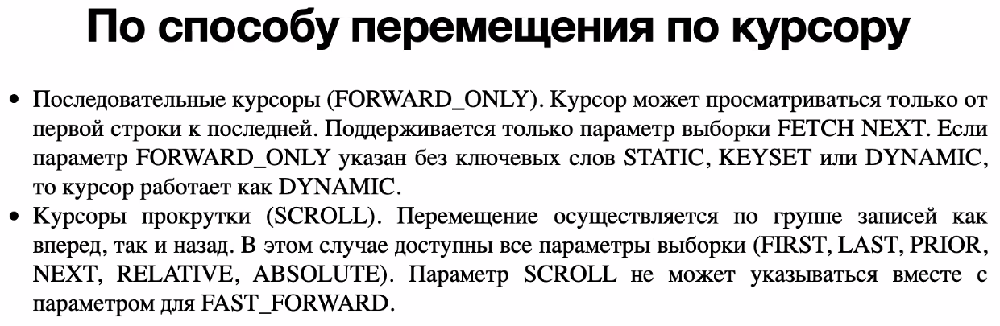 По способу перемещения по курсору
• Последовательные курсоры (FORWARD_ONLY). Курсор может просматриваться только от
первой строки к последней. Поддерживается только параметр выборки FETCH NEXT. Если
параметр FORWARD_ONLY указан без ключевых слов STATIC, KEYSET или DYNAMIC,
то курсор работает как DYNAMIC.
• Курсоры прокрутки (SCROLL). Перемещение осуществляется по группе записей как
вперед, так и назад. В этом случае доступны все параметры выборки (FIRST, LAST, PRIOR,
NEXT, RELATIVE, ABSOLUTE). Параметр SCROLL не может указываться вместе с
параметром для FAST_FORWARD.